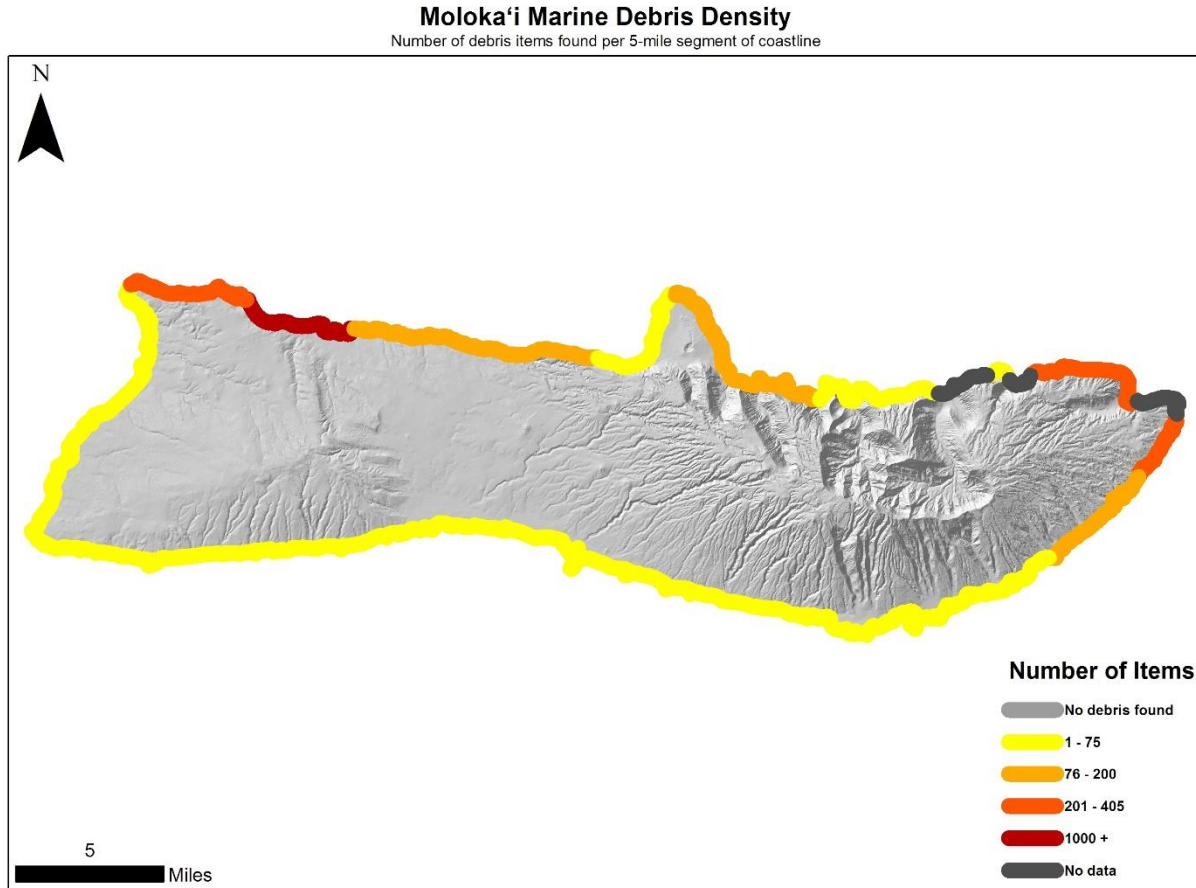 Moloka‘i Marine Debris Density
Number of debris items found per 5-mile segment of coastline
N
Number of Items
No debris found
1 - 75
76 - 200
201 - 405
1000 +
No data
5
Miles